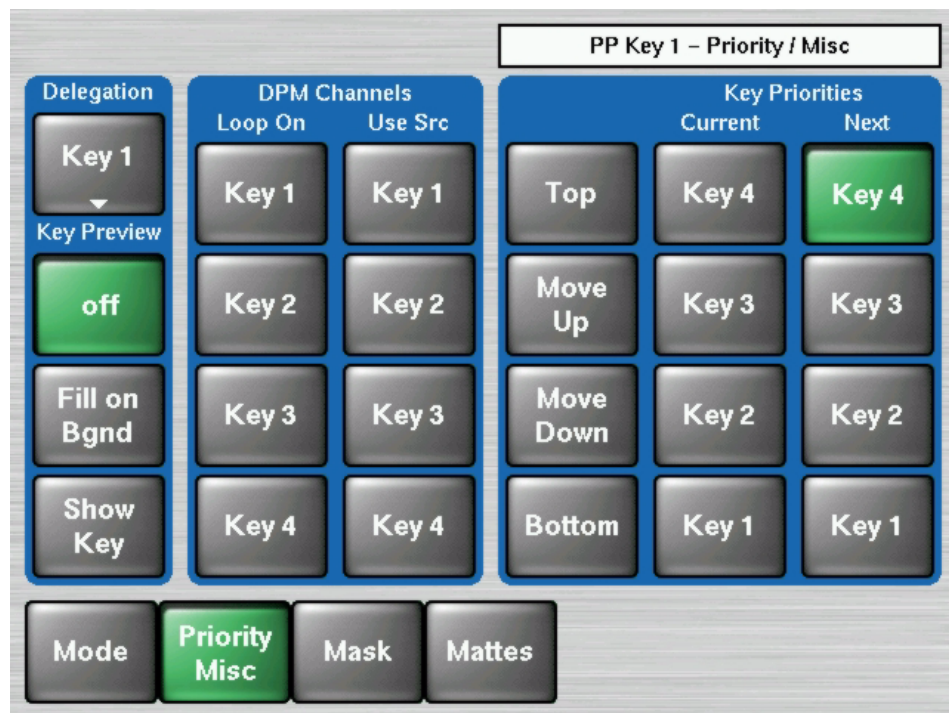 PP Key 1 – Priority / Misc
Delegation
Key 1
Key Preview
off
Fill on
Bgnd
Show
Key
DPM Channels
Loop On Use Src
Key 1 Key 1
Key 2 Key 2
Key 3 Key 3
Key 4 Key 4
Key Priorities
Current Next
Top Key 4 Key 4
Move
Up
Key 3 Key 3
Move
Down
Key 2 Key 2
Bottom Key 1 Key 1
Mode
Priority
Misc
Mask
Mattes